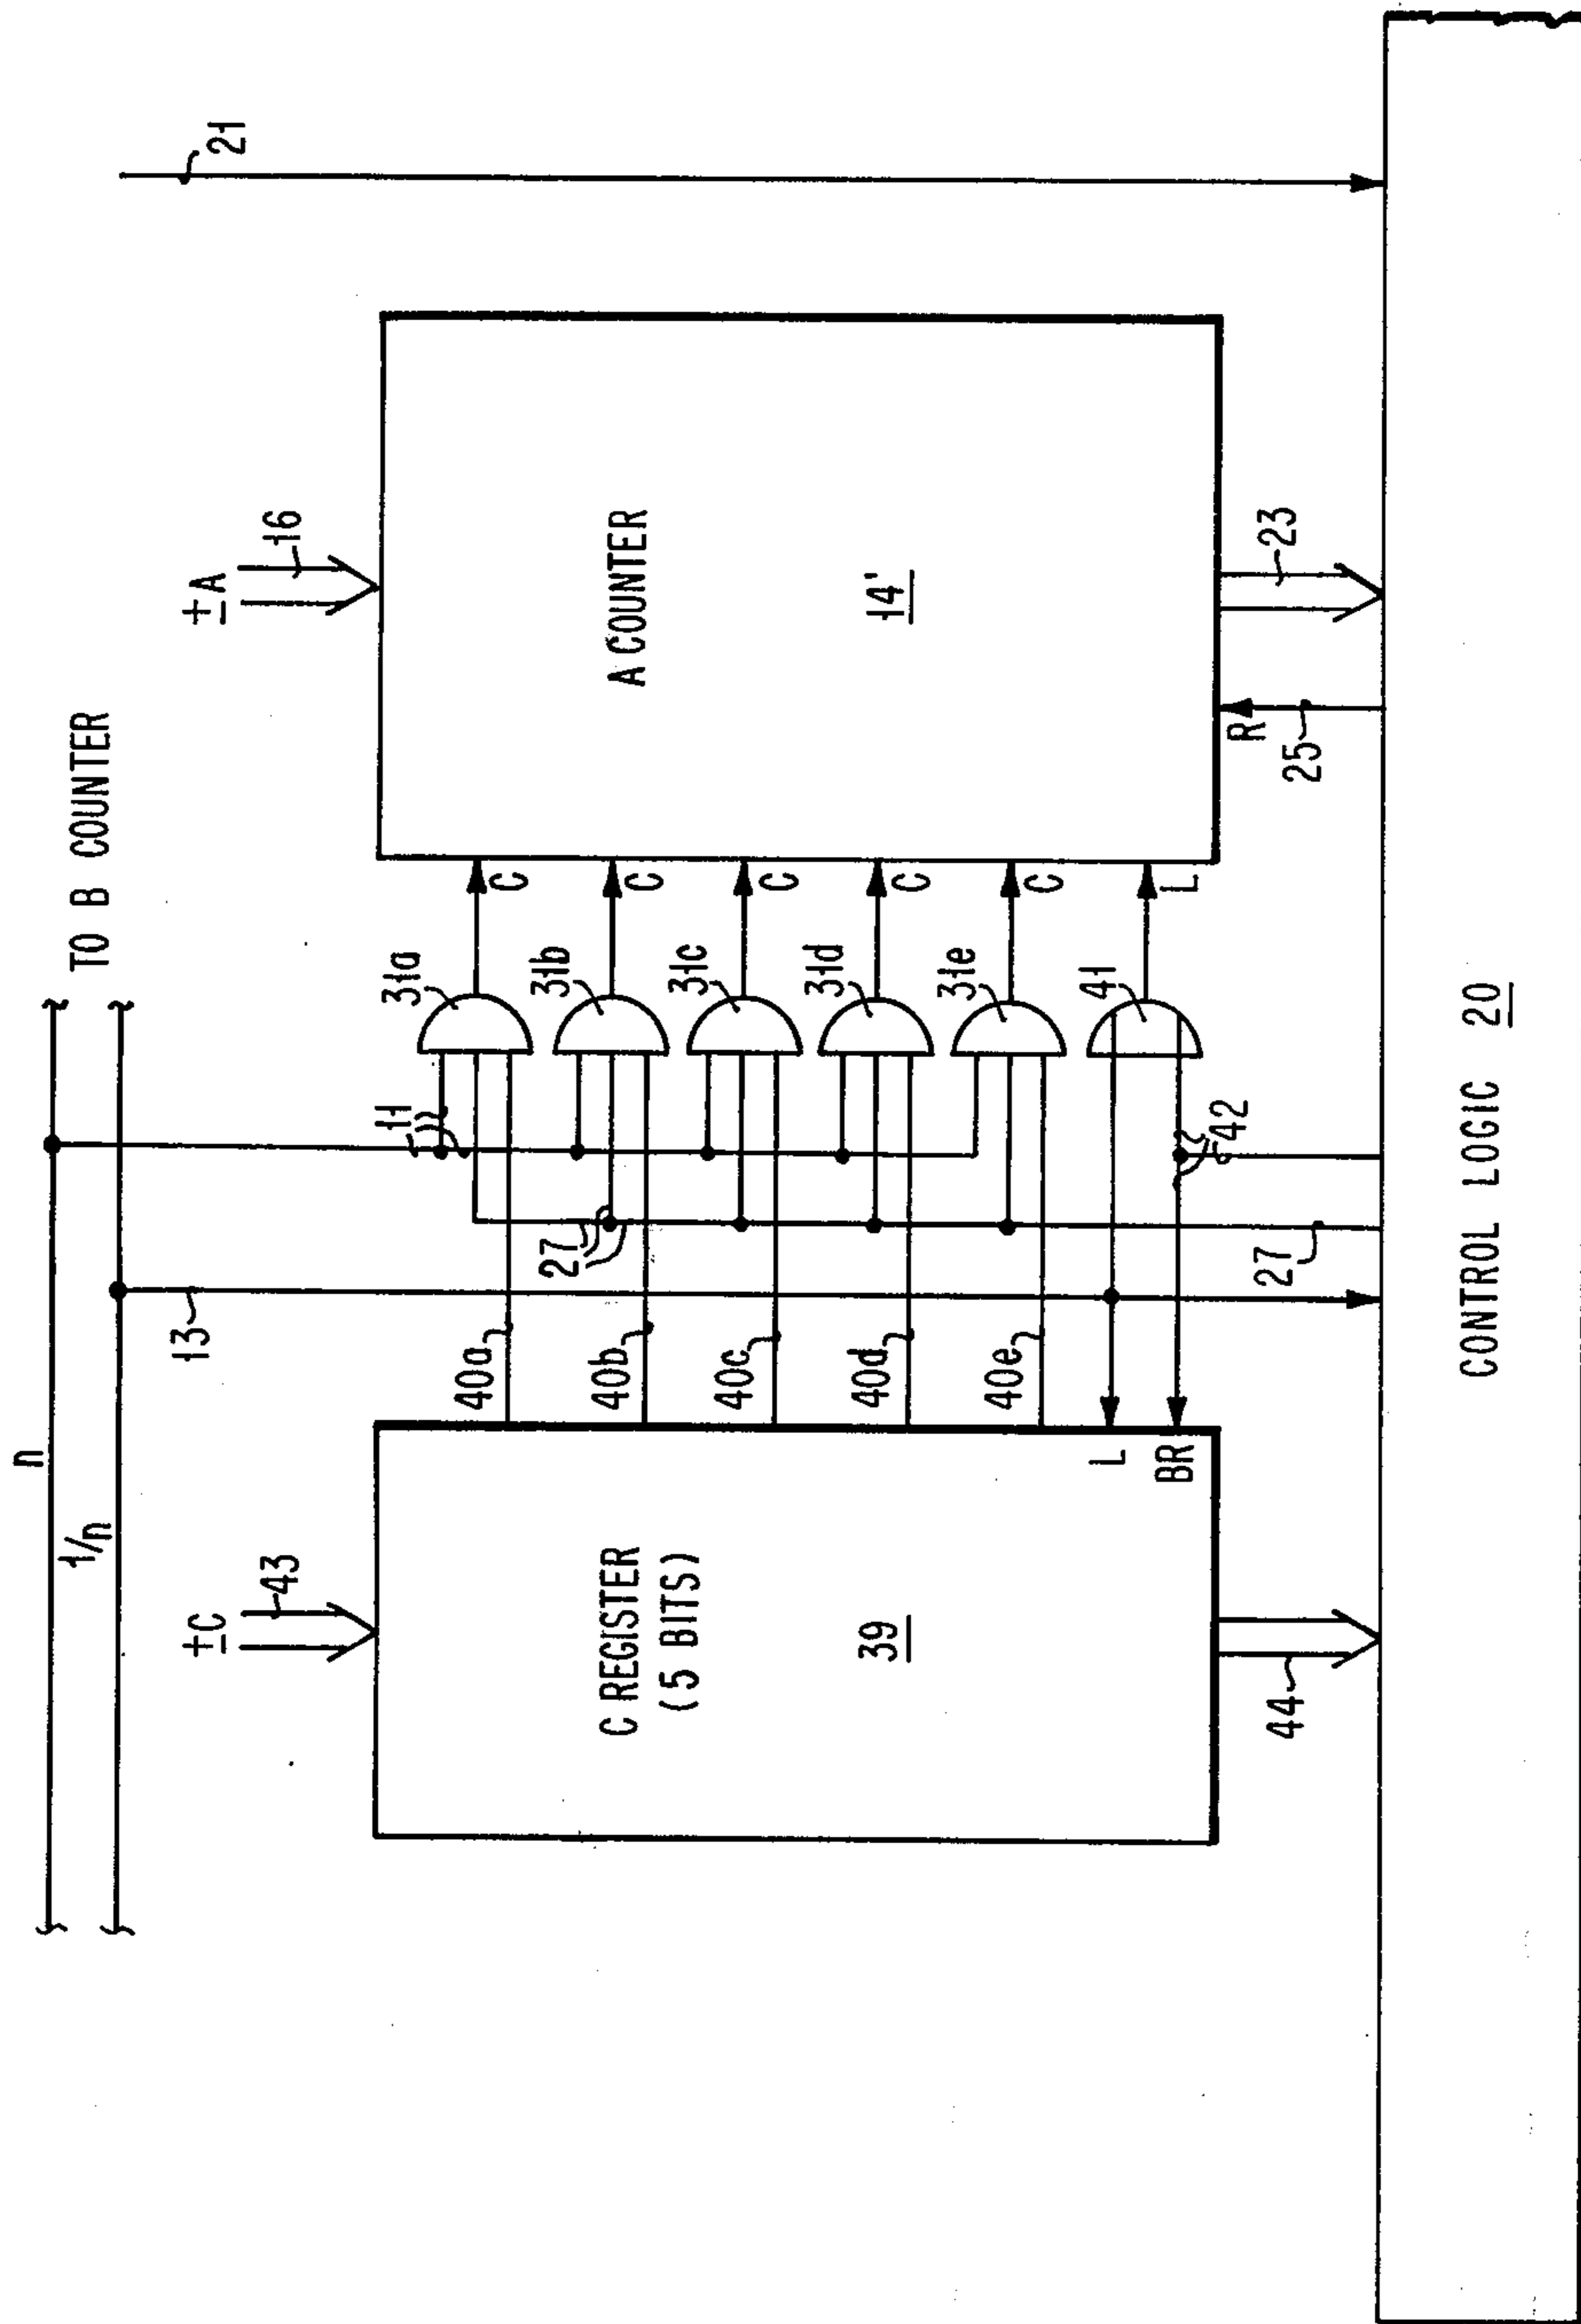 n
1/n
TO B COUNTER
±C
43
13
11
±A
16
21
C REGISTER
(5 BITS)
39
40a
40b
40c
40d
40e
L
BR
27
31a
31b
31c
31d
31e
41
C
C
C
C
C
L
A COUNTER
14'
44
27
42
R
25
23
CONTROL LOGIC 20